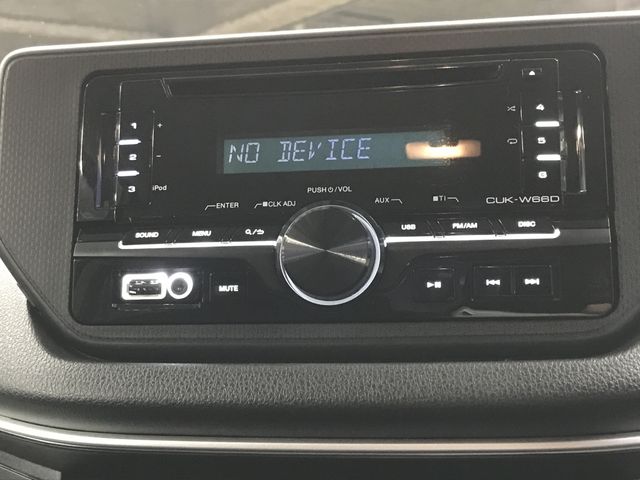 1 +
2 -
3 iPod
4
5
6
NO DEVICE
PUSH /VOL
ENTER CLK ADJ AUX TI CUK-W66D
SOUND MENU USB FM/AM DISC
MUTE